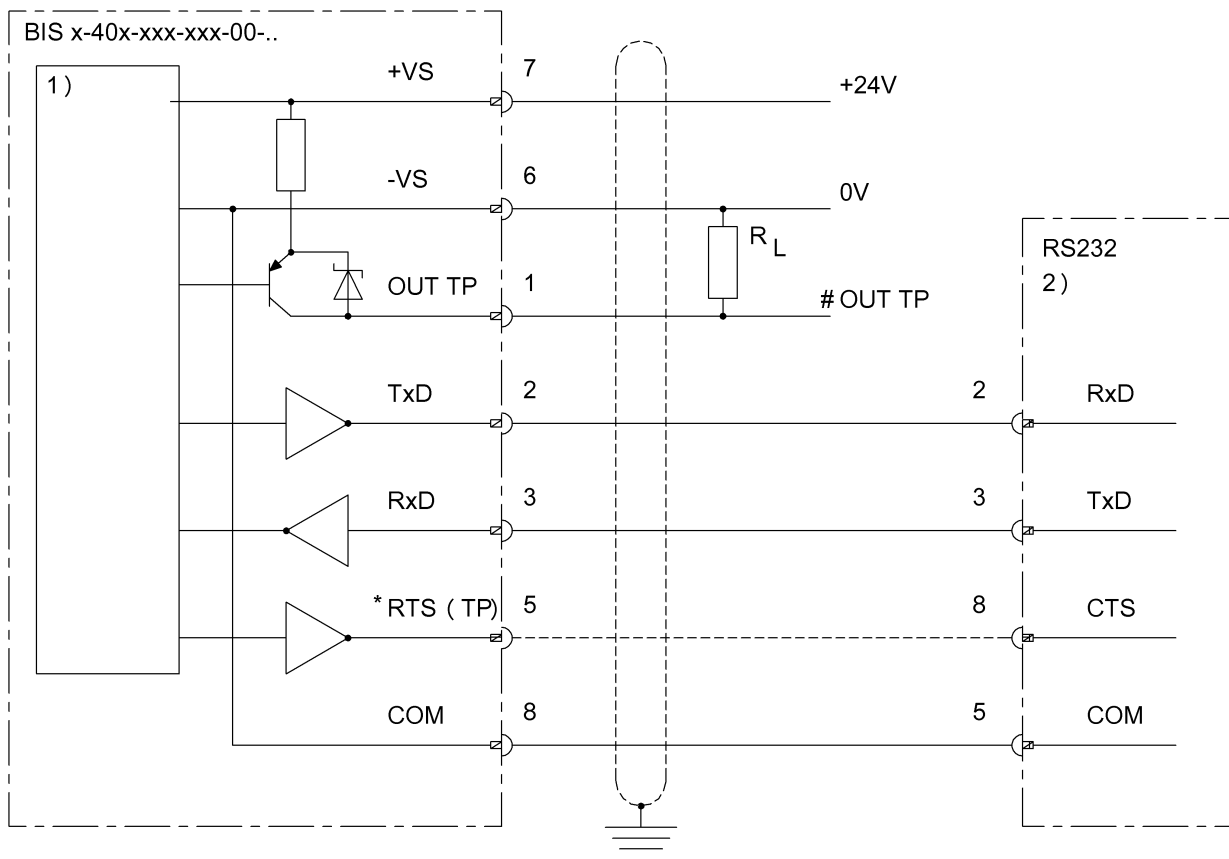 BIS x-40x-xxx-xxx-00-..
1)
+VS 7 +24V
-VS 6 0V
R L
RS232
2)
OUT TP 1 # OUT TP
TxD 2 2 RxD
RxD 3 3 TxD
* RTS ( TP) 5 8 CTS
COM 8 5 COM